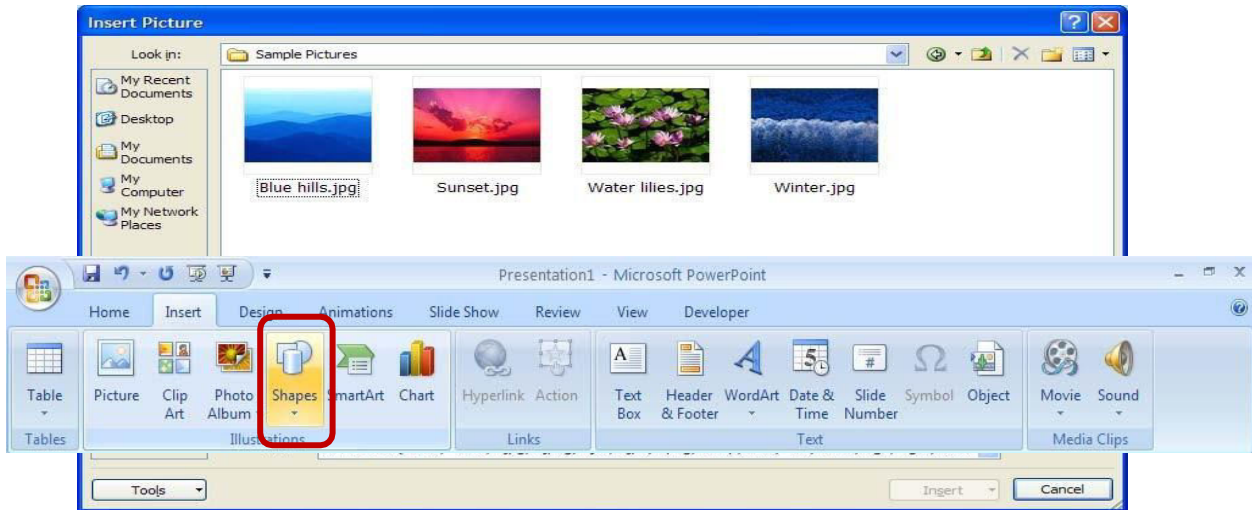 Insert Picture
Look in:
Sample Pictures
My Recent
Documents
Desktop
My
Documents
My
Computer
My Network
Places
Blue hills.jpg
Sunset.jpg
Water lilies.jpg
Winter.jpg
Presentation1 - Microsoft PowerPoint
Home Insert Design Animations Slide Show Review View Developer
Table
Picture
Clip
Art
Photo
Album
Shapes
SmartArt
Chart
Hyperlink
Action
Text
Box
Header
& Footer
WordArt
Date &
Time
Slide
Number
Symbol
Object
Movie
Sound
Tables
Illustrations
Links
Text
Media Clips
Tools
Insert
Cancel